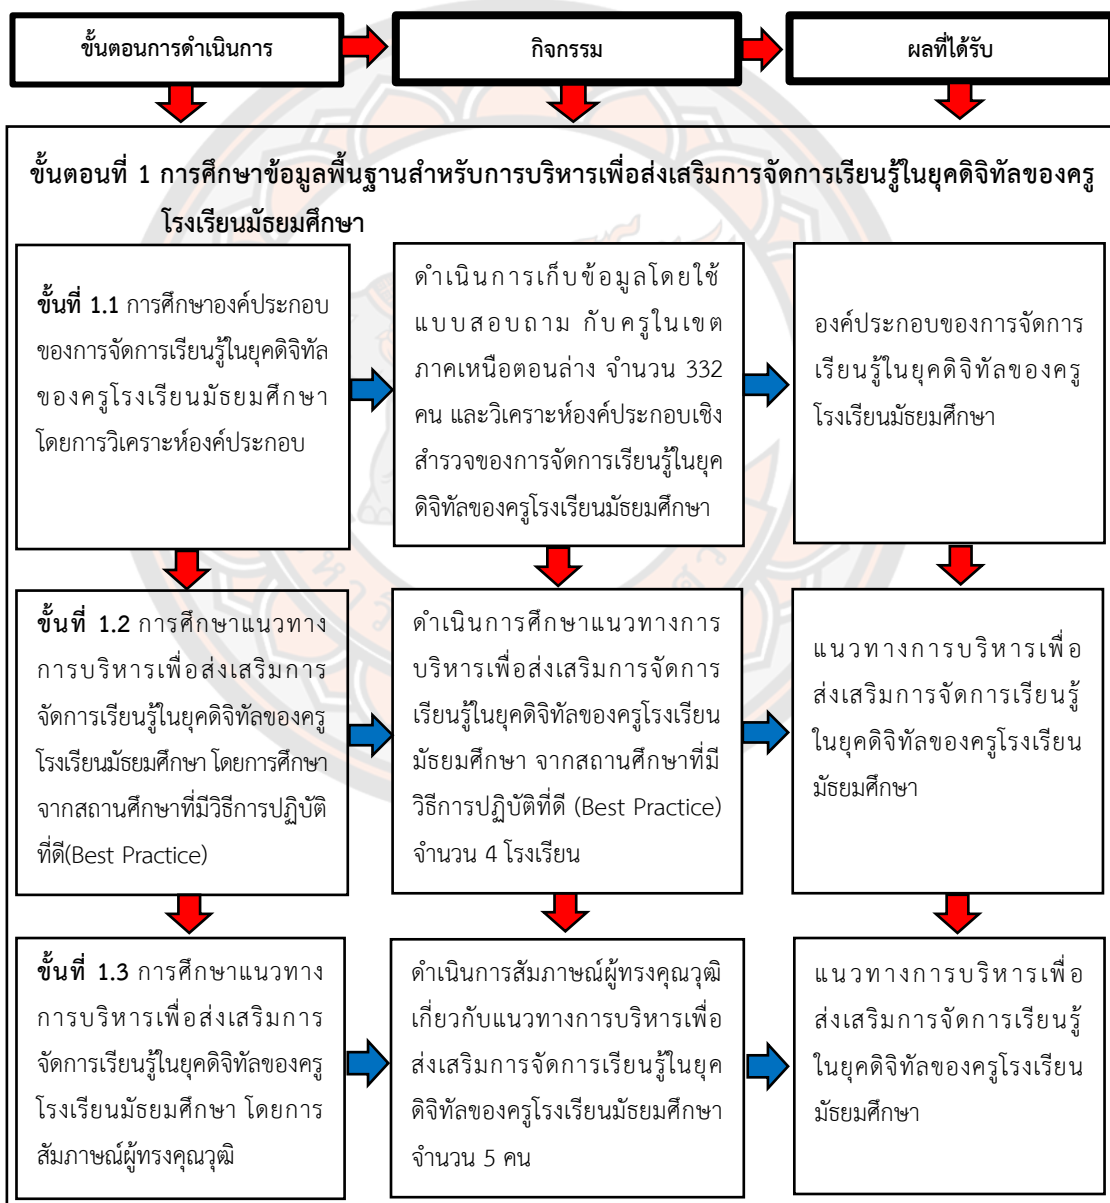 ขั้นตอนการดำเนินการ
กิจกรรม
ผลที่ได้รับ
ขั้นตอนที่ 1 การศึกษาข้อมูลพื้นฐานสำหรับการบริหารเพื่อส่งเสริมการจัดการเรียนรู้ในยุคดิจิทัลของครู
โรงเรียนมัธยมศึกษา
ขั้นที่ 1.1 การศึกษาองค์ประกอบ
ของการจัดการเรียนรู้ในยุคดิจิทัล
ของครูโรงเรียนมัธยมศึกษา
โดยการวิเคราะห์องค์ประกอบ
ดำเนินการเก็บข้อมูลโดยใช้
แบบสอบถาม กับครูในเขต
ภาคเหนือตอนล่าง จำนวน 332
คน และวิเคราะห์องค์ประกอบเชิง
สำรวจของการจัดการเรียนรู้ในยุค
ดิจิทัลของครูโรงเรียนมัธยมศึกษา
องค์ประกอบของการจัดการ
เรียนรู้ในยุคดิจิทัลของครู
โรงเรียนมัธยมศึกษา
ขั้นที่ 1.2 การศึกษาแนวทาง
การบริหารเพื่อส่งเสริมการ
จัดการเรียนรู้ในยุคดิจิทัลของครู
โรงเรียนมัธยมศึกษา โดยการศึกษา
จากสถานศึกษาที่มีวิธีการปฏิบัติ
ที่ดี(Best Practice)
ดำเนินการศึกษาแนวทางการ
บริหารเพื่อส่งเสริมการจัดการ
เรียนรู้ในยุคดิจิทัลของครูโรงเรียน
มัธยมศึกษา จากสถานศึกษาที่มี
วิธีการปฏิบัติที่ดี (Best Practice)
จำนวน 4 โรงเรียน
แนวทางการบริหารเพื่อ
ส่งเสริมการจัดการเรียนรู้
ในยุคดิจิทัลของครูโรงเรียน
มัธยมศึกษา
ขั้นที่ 1.3 การศึกษาแนวทาง
การบริหารเพื่อส่งเสริมการ
จัดการเรียนรู้ในยุคดิจิทัลของครู
โรงเรียนมัธยมศึกษา โดยการ
สัมภาษณ์ผู้ทรงคุณวุฒิ
ดำเนินการสัมภาษณ์ผู้ทรงคุณวุฒิ
เกี่ยวกับแนวทางการบริหารเพื่อ
ส่งเสริมการจัดการเรียนรู้ในยุค
ดิจิทัลของครูโรงเรียนมัธยมศึกษา
จำนวน 5 คน
แนวทางการบริหารเพื่อ
ส่งเสริมการจัดการเรียนรู้
ในยุคดิจิทัลของครูโรงเรียน
มัธยมศึกษา